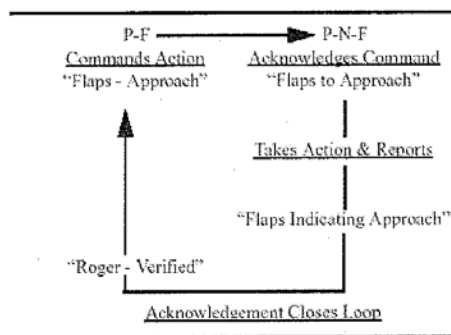 P-F P-N-F
Commands Action Acknowledges Command
“Flaps - Approach” “Flaps to Approach”
Takes Action & Reports
“Flaps Indicating Approach”
“Roger - Verified”
Acknowledgement Closes Loop